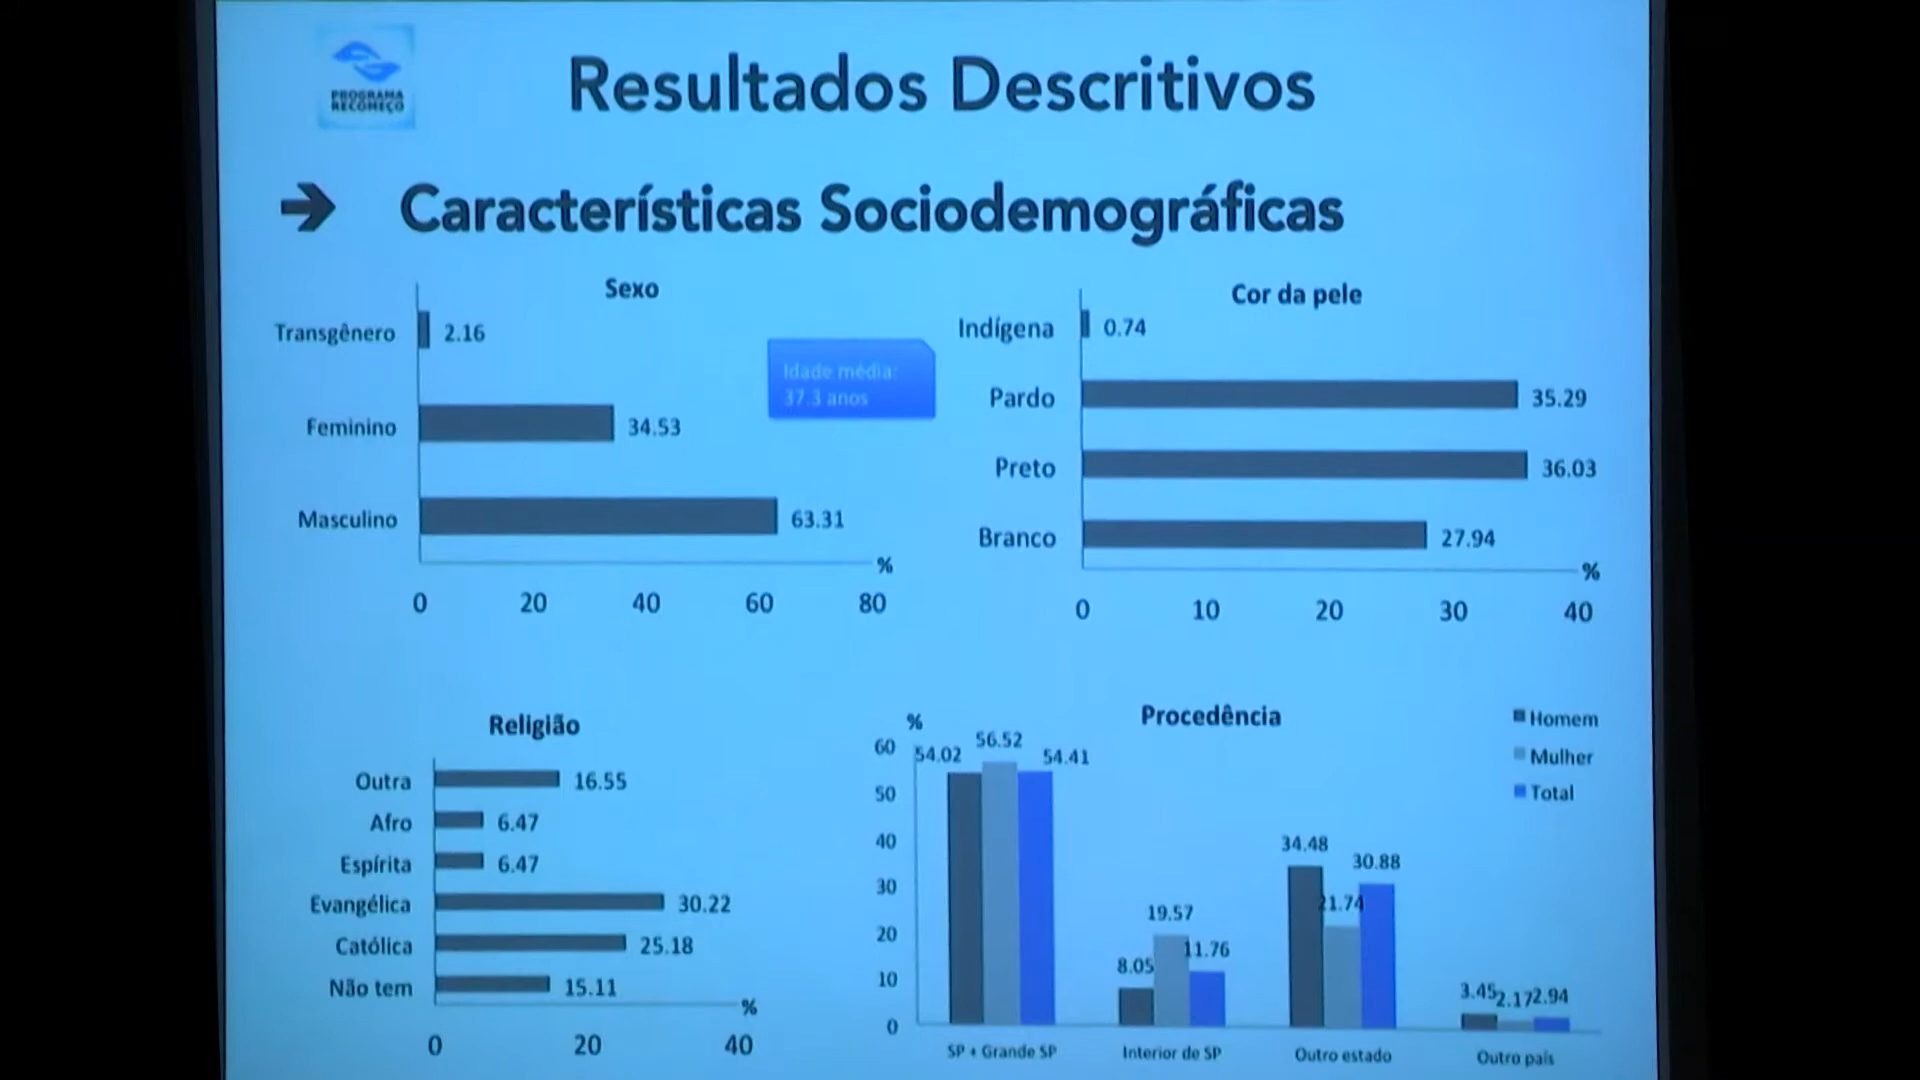 PROGRAMA
RECOMEÇO
Resultados Descritivos
➔ Características Sociodemográficas
Sexo
Transgênero 2.16
Feminino 34.53
Masculino 63.31
%
0 20 40 60 80
Idade média:
37.3 anos
Cor da pele
Indígena 0.74
Pardo 35.29
Preto 36.03
Branco 27.94
%
0 10 20 30 40
Religião
Outra 16.55
Afro 6.47
Espírita 6.47
Evangélica 30.22
Católica 25.18
Não tem 15.11
%
0 20 40
Procedência
%
60
50
40
30
20
10
0
54.02 56.52 54.41
8.05 19.57 11.76
34.48 21.74 30.88
3.45 2.17 2.94
SP + Grande SP Interior de SP Outro estado Outro país
Homem
Mulher
Total